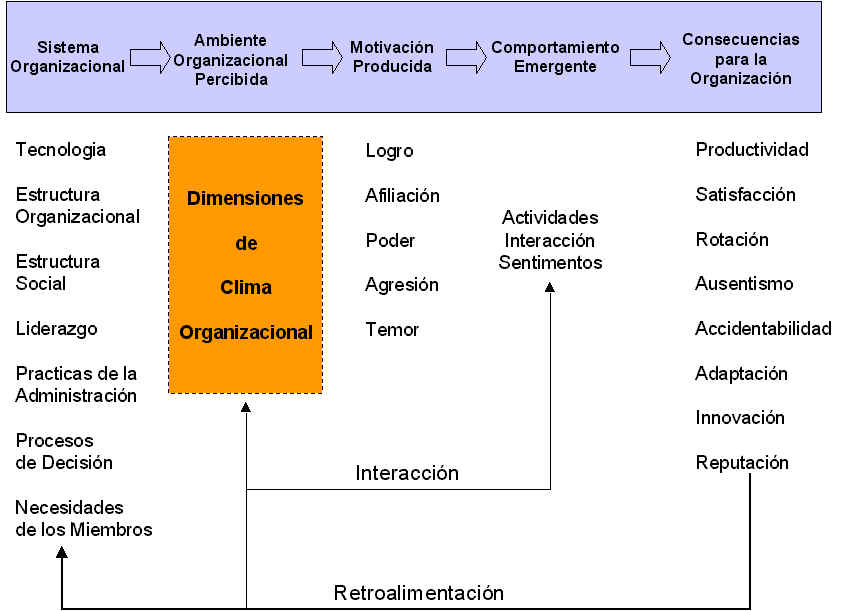 Sistema
Organizacional
Ambiente
Organizacional
Percibida
Motivación
Producida
Comportamiento
Emergente
Consecuencias
para la
Organización
Tecnologia
Estructura
Organizacional
Estructura
Social
Liderazgo
Practicas de la
Administración
Procesos
de Decisión
Necesidades
de los Miembros
Dimensiones
de
Clima
Organizacional
Logro
Afiliación
Poder
Agresión
Temor
Actividades
Interacción
Sentimentos
Productividad
Satisfacción
Rotación
Ausentismo
Accidentabilidad
Adaptación
Innovación
Reputación
Interacción
Retroalimentación